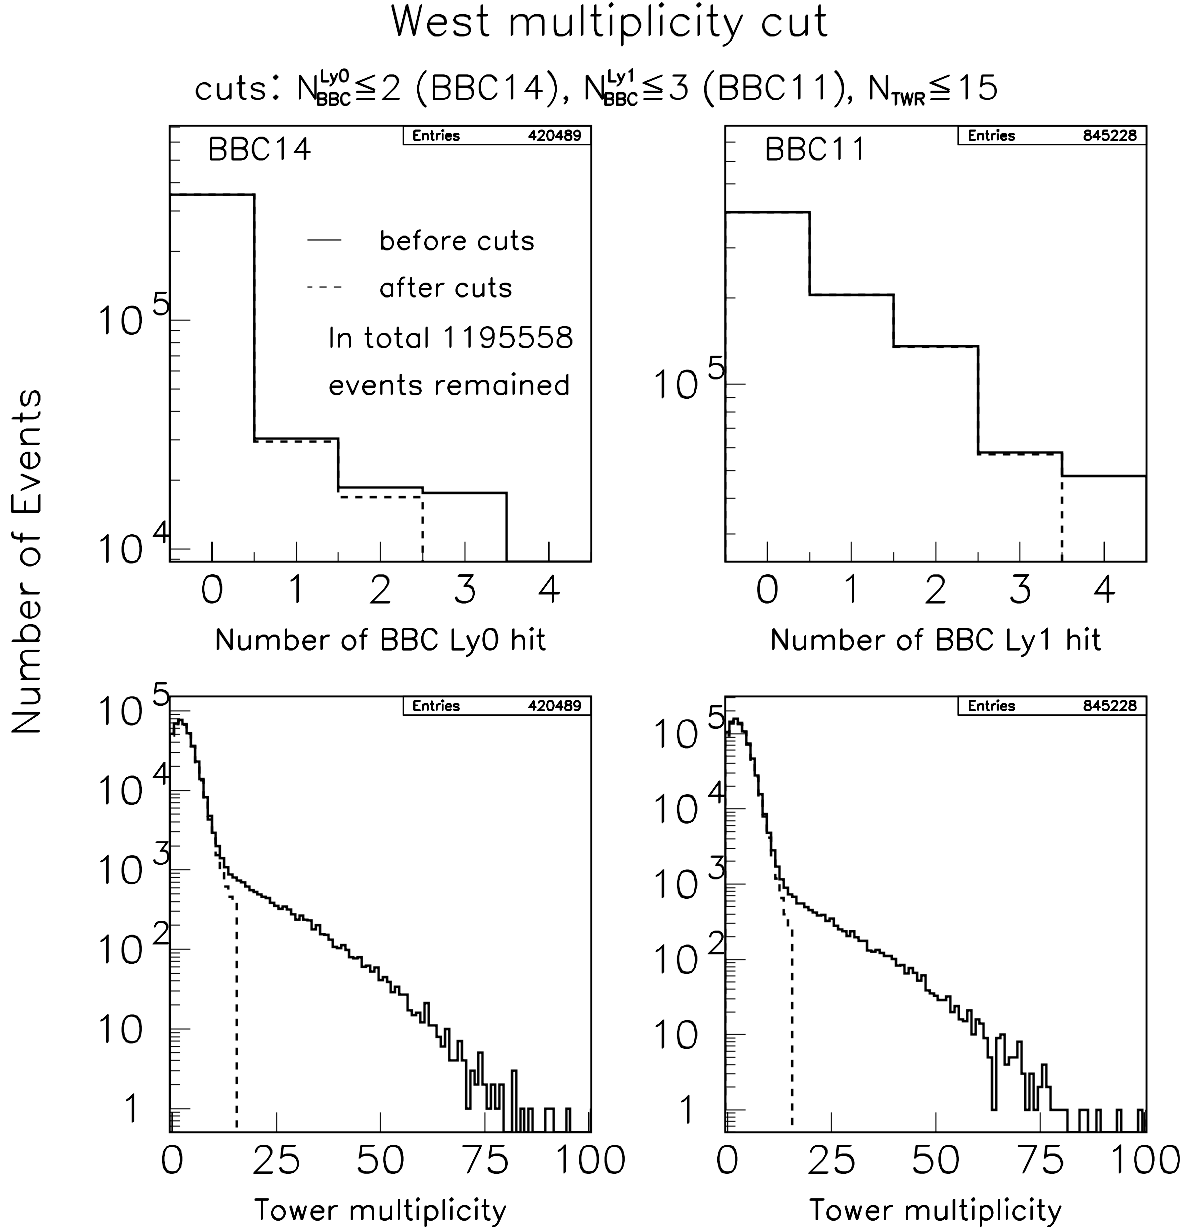 West multiplicity cut
cuts: N_BBC^Ly0≦2 (BBC14), N_BBC^Ly1≦3 (BBC11), N_TWR≦15
Number of Events
BBC14
Entries 420489
before cuts
after cuts
In total 1195558
events remained
10^5
10^4
0 1 2 3 4
Number of BBC Ly0 hit
BBC11
Entries 845228
10^5
0 1 2 3 4
Number of BBC Ly1 hit
Entries 420489
10^5
10^4
10^3
10^2
10
1
0 25 50 75 100
Tower multiplicity
Entries 845228
10^5
10^4
10^3
10^2
10
1
0 25 50 75 100
Tower multiplicity